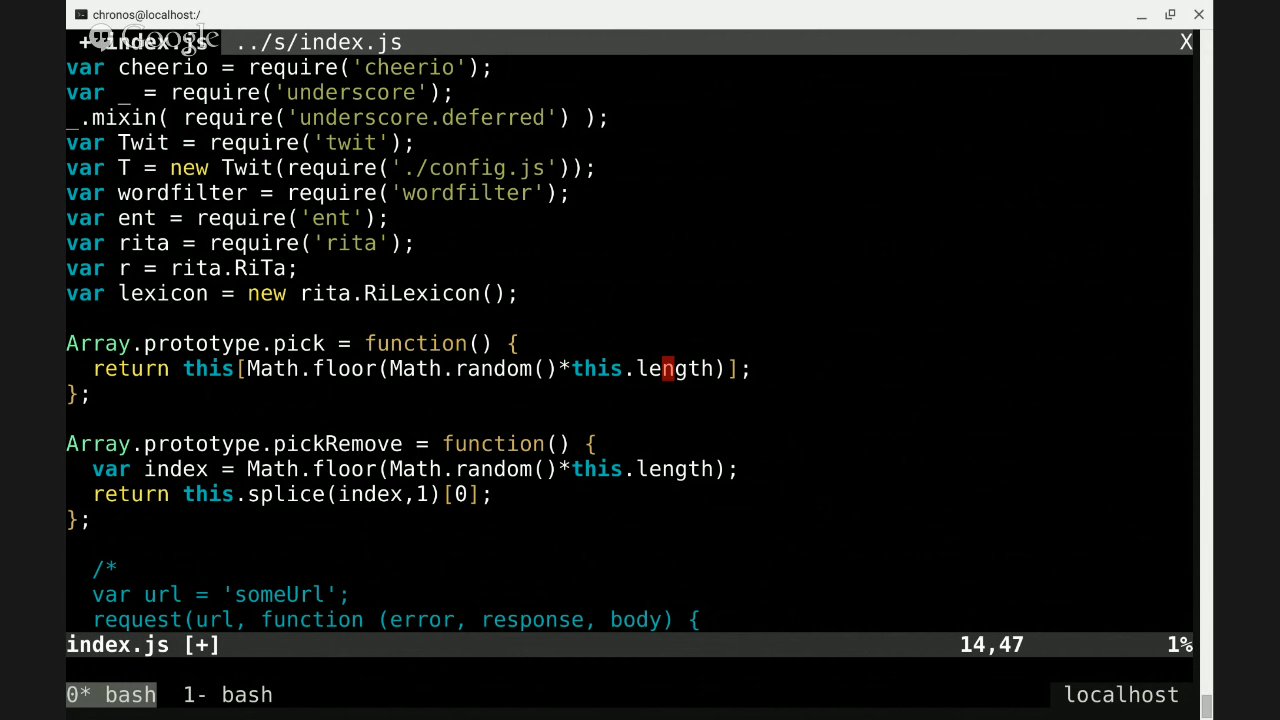 chronos@localhost:/
Google
+ index.js ../s/index.js X
var cheerio = require('cheerio');
var _ = require('underscore');
_.mixin( require('underscore.deferred') );
var Twit = require('twit');
var T = new Twit(require('./config.js'));
var wordfilter = require('wordfilter');
var ent = require('ent');
var rita = require('rita');
var r = rita.RiTa;
var lexicon = new rita.RiLexicon();
Array.prototype.pick = function() {
  return this[Math.floor(Math.random()*this.length)];
};
Array.prototype.pickRemove = function() {
  var index = Math.floor(Math.random()*this.length);
  return this.splice(index,1)[0];
};
  /*
  var url = 'someUrl';
  request(url, function (error, response, body) {
index.js [+] 14,47 1%
0* bash 1- bash localhost